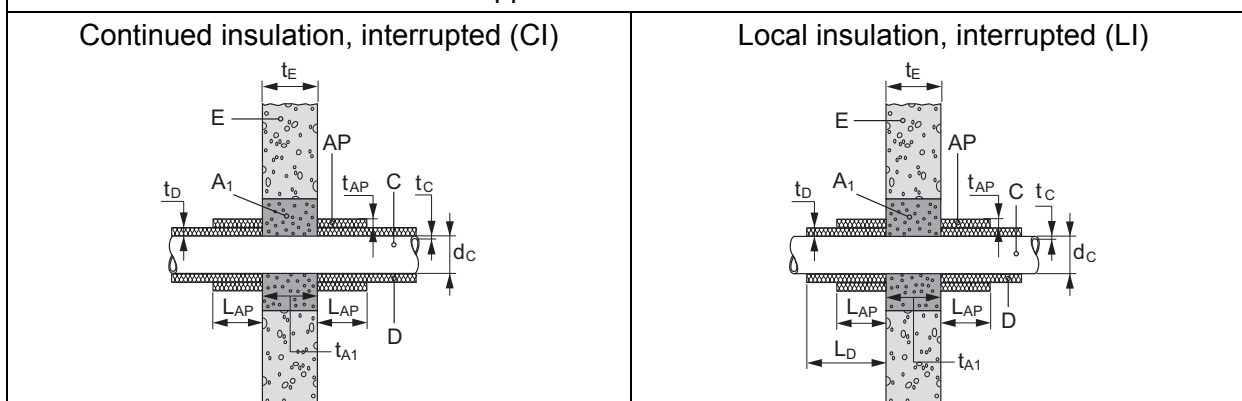 Continued insulation, interrupted (CI)
tE
E
AP
tD
A1
tAP
C
tC
dC
LAP
LAP
D
tA1
Local insulation, interrupted (LI)
tE
E
AP
tD
A1
tAP
C
tC
dC
LAP
LAP
D
LD
tA1